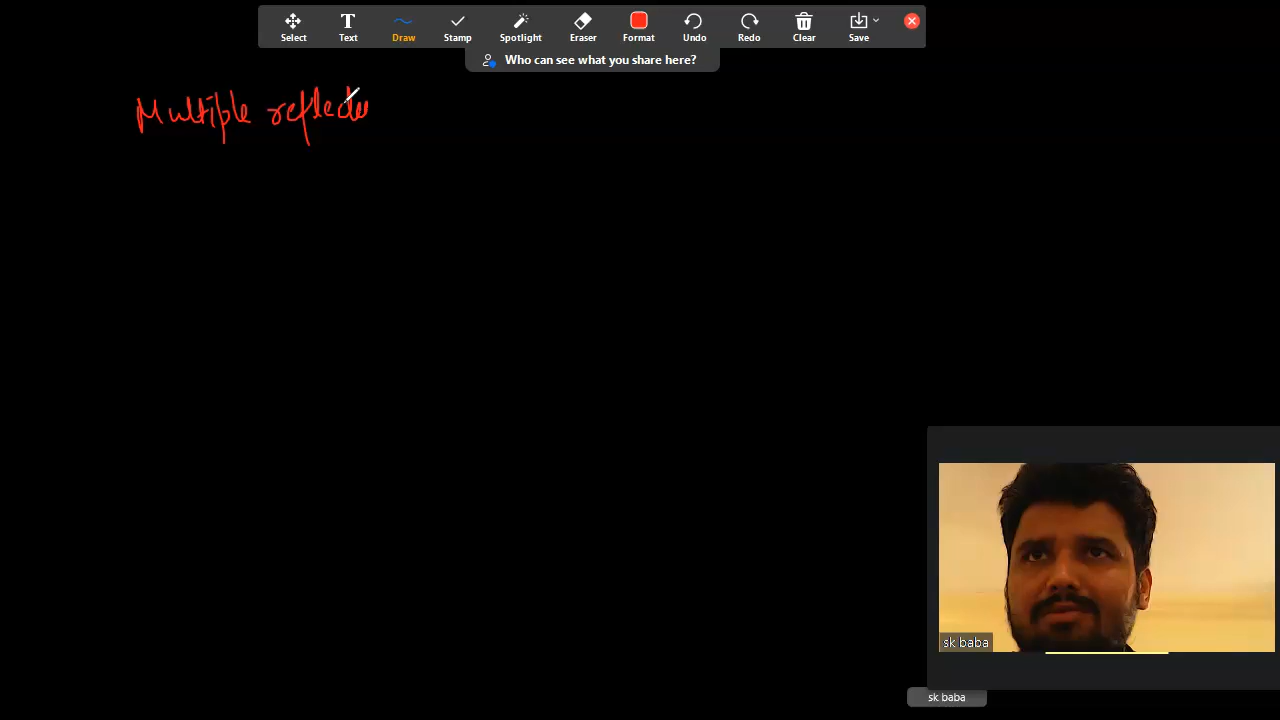 Select Text Draw Stamp Spotlight Eraser Format Undo Redo Clear Save
Who can see what you share here?
Multiple
sk baba
sk baba